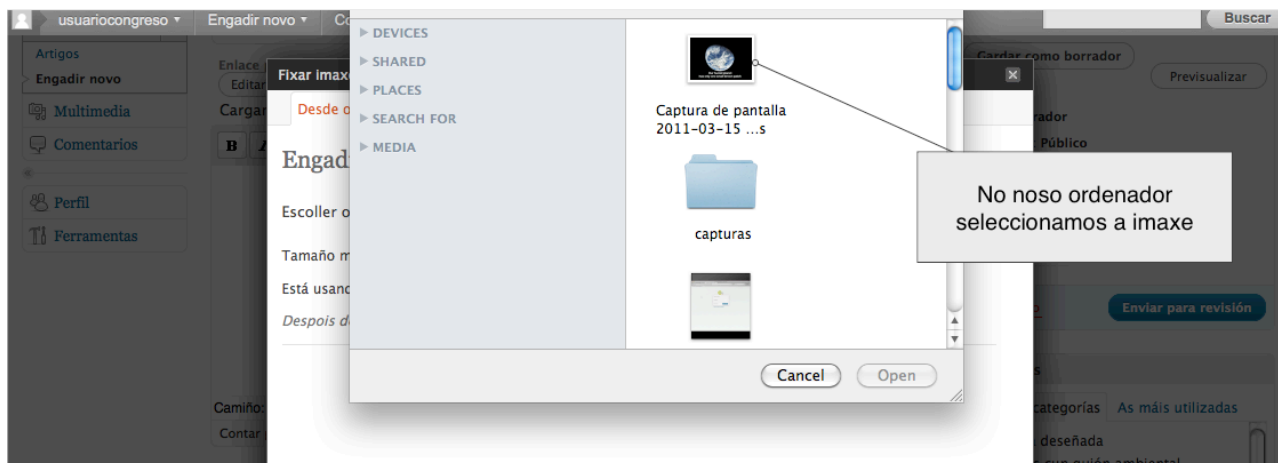 usuariocongreso
Engadir novo
Buscar
Artigos
Engadir novo
Multimedia
Comentarios
Perfil
Ferramentas
Enlace
Editar
Cargar
B
Camiño:
Contar
Fixar imaxe
Desde
Engadi
Escoller
Tamaño
Está usando
Despois
DEVICES
SHARED
PLACES
SEARCH FOR
MEDIA
Captura de pantalla
2011-03-15 ...s
capturas
Cancel
Open
No noso ordenador
seleccionamos a imaxe
Gardar como borrador
Previsualizar
rador
Público
Enviar para revisión
categorías
As máis utilizadas
deseñada